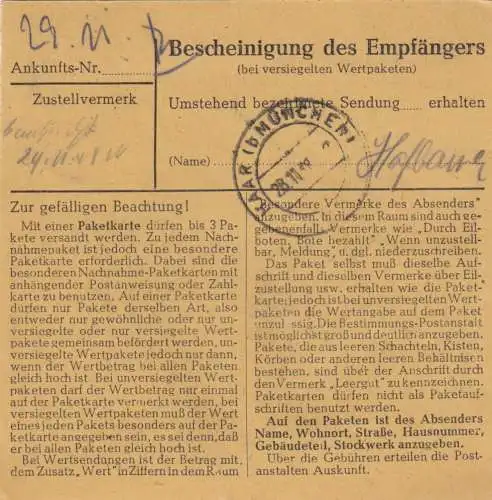 29. 11.
Ankunfts-Nr.
Zustellvermerk
Bescheinigung des Empfängers
(bei versiegelten Wertpaketen)
Umstehend bezeichnete Sendung erhalten
(Name) Hofbauer
HAAR (b MÜNCHEN)
28.11.49
Zur gefälligen Beachtung!
Mit einer Paketkarte dürfen bis 3 Pa-
kete versandt werden. Zu jedem Nach-
nahmepaket ist jedoch eine besondere
Paketkarte erforderlich. Dabei sind die
besonderen Nachnahme-Paketkarten mit
anhängender Postanweisung oder Zahl-
karte zu benutzen. Auf einer Paketkarte
dürfen nur Pakete derselben Art, also
entweder nur gewöhnliche oder nur un-
versiegelte oder nur versiegelte Wert-
pakete gemeinsam befördert werden, un-
versiegelte Wertpakete jedoch nur dann,
wenn der Wertbetrag bei allen Paketen
gleich hoch ist. Bei unversiegelten Wert-
paketen darf der Wertbetrag nur einmal
auf der Paketkarte vermerkt werden, bei
versiegelten Wertpaketen muß der Wert
eines jeden Pakets besonders auf der Pa-
ketkarte angegeben sein, es sei denn, daß
er bei allen Paketen gleich hoch ist.
Bei Wertsendungen ist der Betrag mit
dem Zusatz „Wert" in Ziffern in dem Raum
„Besondere Vermerke des Absenders"
anzugeben. In diesem Raum sind auch ge-
gebenenfalls Vermerke wie „Durch Eil-
boten, Bote bezahlt" „Wenn unzustell-
bar, Meldung", u. dgl. niederzuschreiben.
Das Paket selbst muß dieselbe Auf-
schrift und dieselben Vermerke über Ei-
zustellung usw. erhalten wie die Paket-
karte; jedoch ist bei unversiegelten Wert-
paketen die Wertangabe auf dem Paket
unzulässig. Die Bestimmungs-Postanstalt
ist möglichst groß und deutlich anzugeben.
Pakete, die aus leeren Schachteln, Kisten,
Körben oder anderen leeren Behältnissen
bestehen, sind über der Anschrift durch
den Vermerk „Leergut" zu kennzeichnen.
Paketkarten dürfen nicht als Paketauf-
schriften benutzt werden.
Auf den Paketen ist des Absenders
Name, Wohnort, Straße, Hausnummer,
Gebäudeteil, Stockwerk anzugeben.
Über die Gebühren erteilen die Post-
anstalten Auskunft.